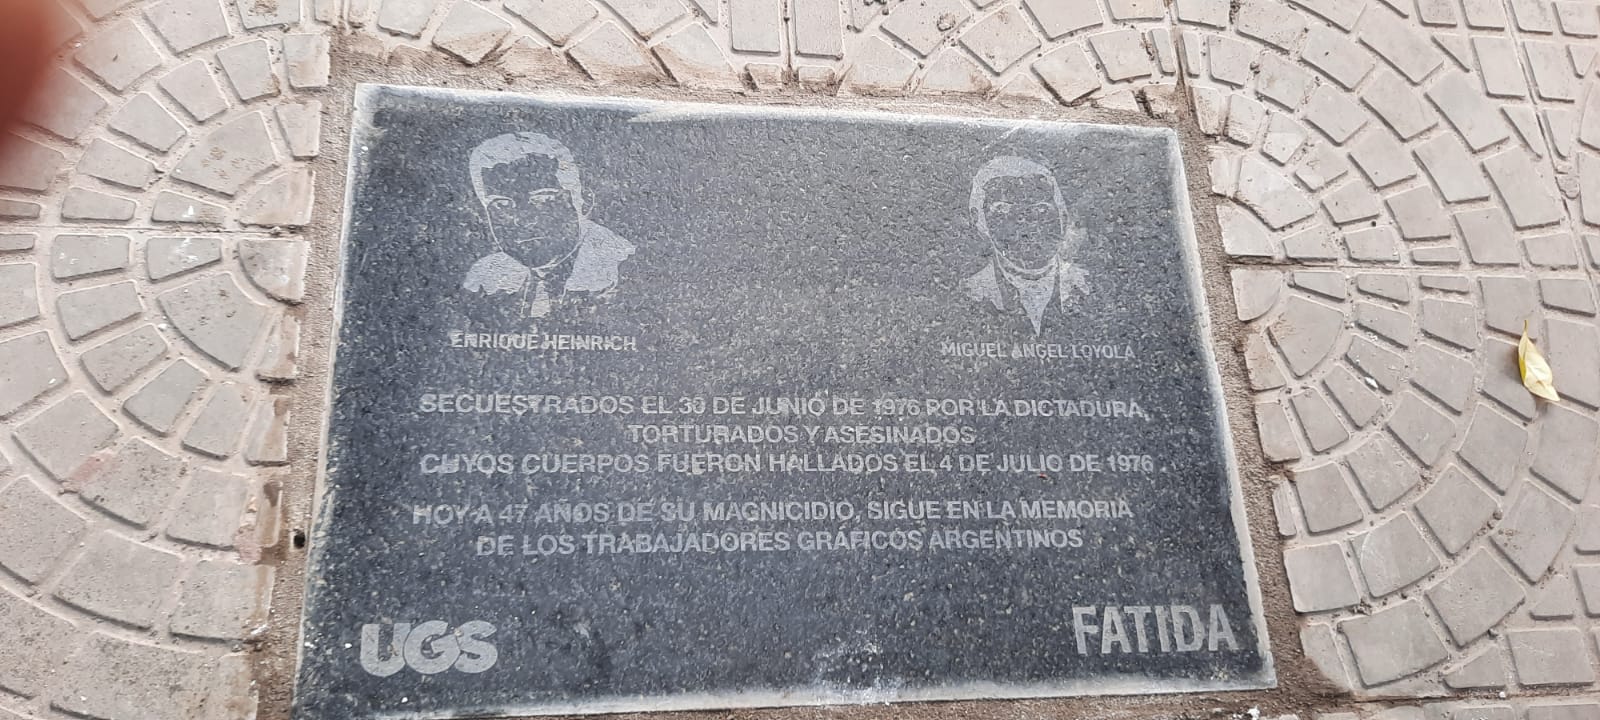 ENRIQUE HEINRICH
MIGUEL ANGEL LOYOLA
SECUESTRADOS EL 30 DE JUNIO DE 1976 POR LA DICTADURA,
TORTURADOS Y ASESINADOS
CUYOS CUERPOS FUERON HALLADOS EL 4 DE JULIO DE 1976
HOY A 47 AÑOS DE SU MAGNICIDIO, SIGUE EN LA MEMORIA
DE LOS TRABAJADORES GRÁFICOS ARGENTINOS
UGS
FATIDA